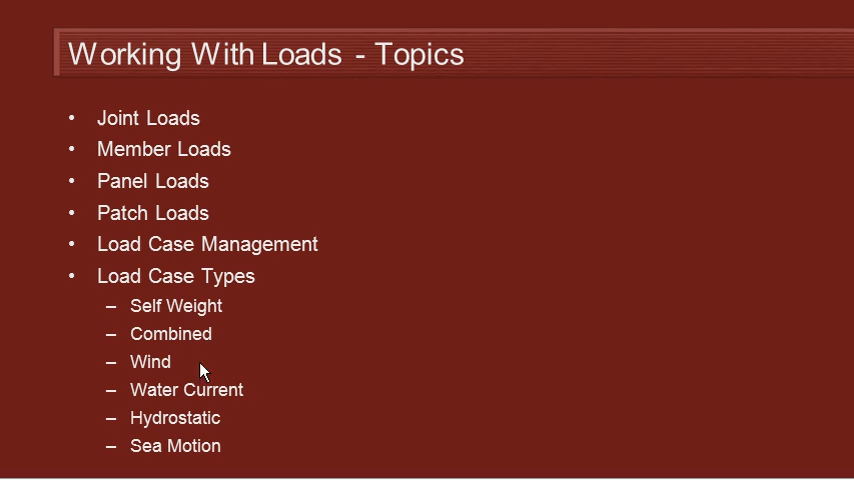 Working With Loads - Topics
• Joint Loads
• Member Loads
• Panel Loads
• Patch Loads
• Load Case Management
• Load Case Types
– Self Weight
– Combined
– Wind
– Water Current
– Hydrostatic
– Sea Motion